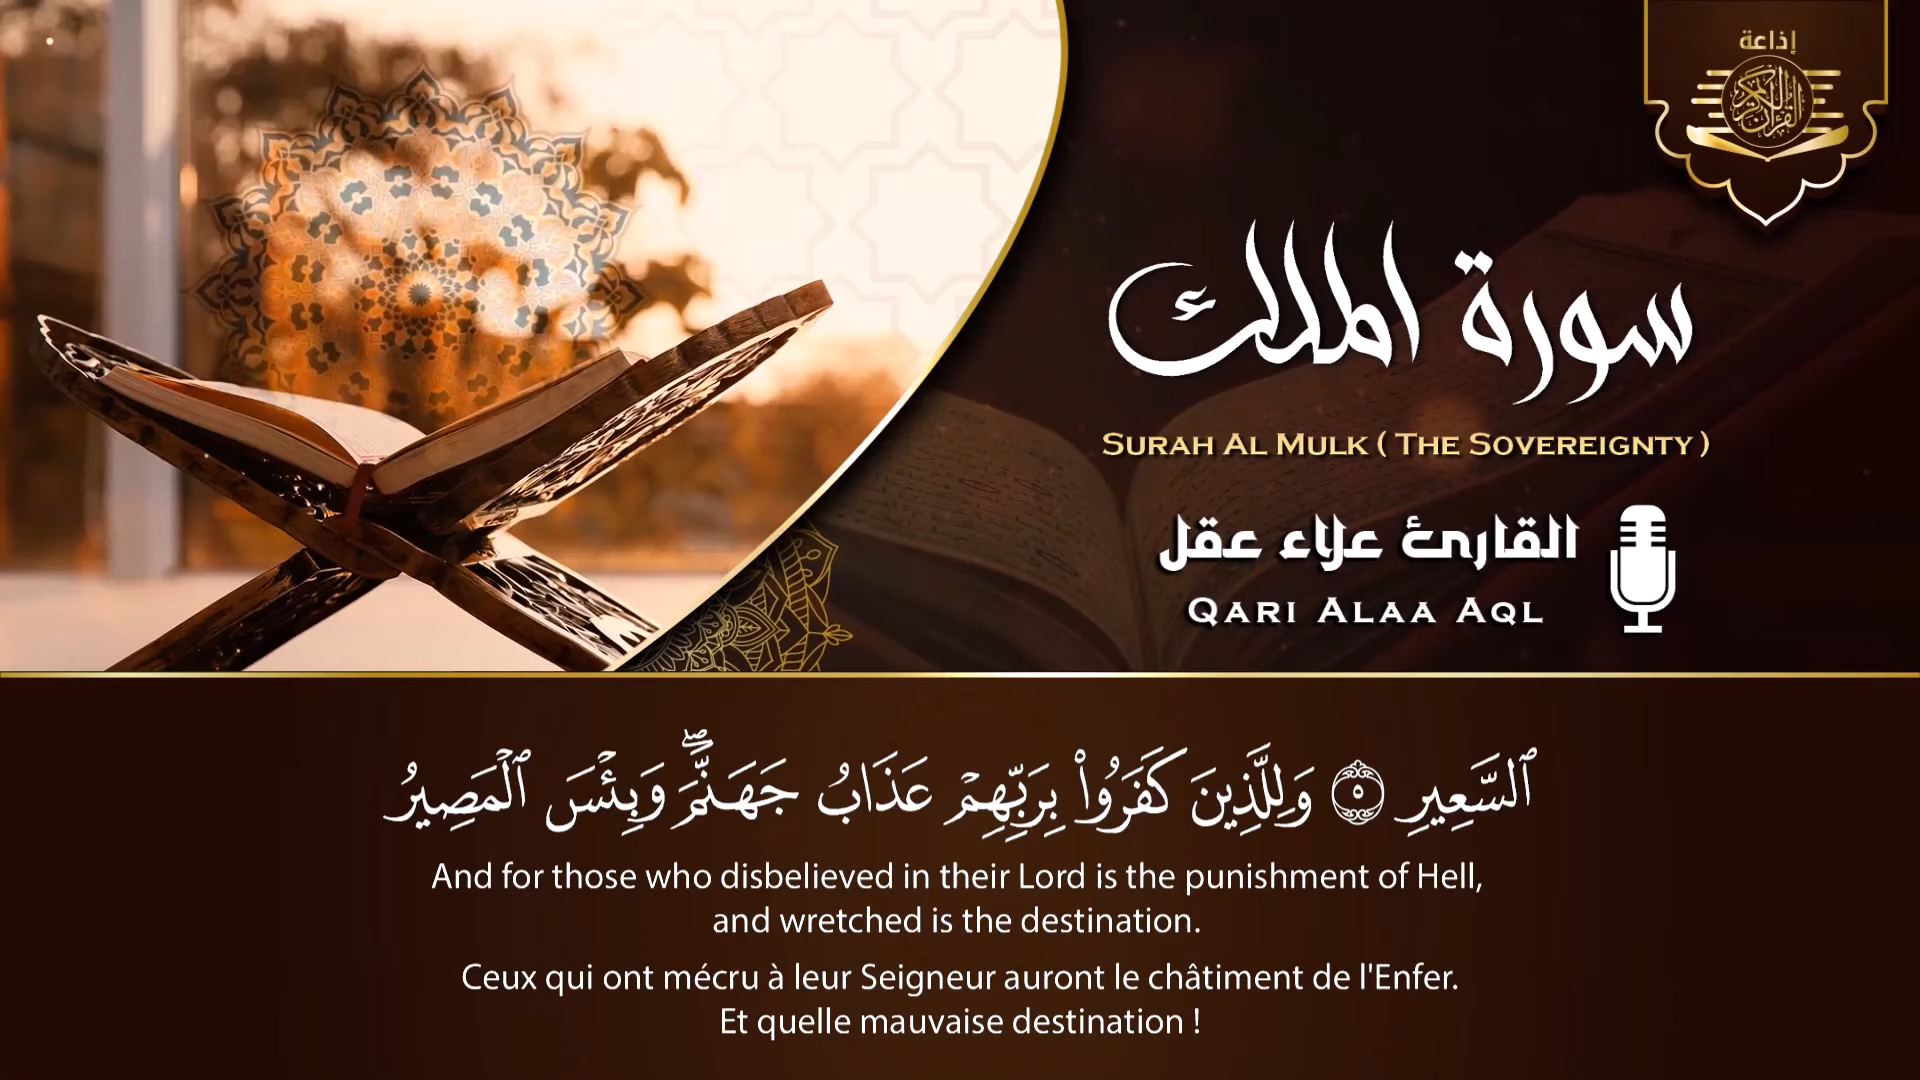 إذاعة
القرآن الكريم
سورة الملك
SURAH AL MULK ( THE SOVEREIGNTY )
القارئ علاء عقل
QARI ALAA AQL
ٱلسَّعِيرِ ۝٥ وَلِلَّذِينَ كَفَرُوا۟ بِرَبِّهِمْ عَذَابُ جَهَنَّمَ ۖ وَبِئْسَ ٱلْمَصِيرُ
And for those who disbelieved in their Lord is the punishment of Hell,
and wretched is the destination.
Ceux qui ont mécru à leur Seigneur auront le châtiment de l'Enfer.
Et quelle mauvaise destination !